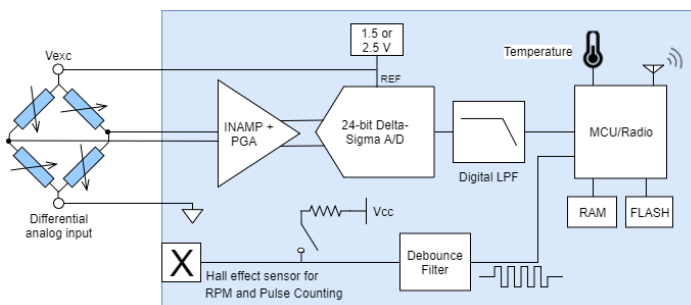 1.5 or
2.5 V
Temperature
Vexc
REF
INAMP +
PGA
24-bit Delta-
Sigma A/D
MCU/Radio
Digital LPF
Differential
analog input
Vcc
RAM
FLASH
X
Hall effect sensor for
RPM and Pulse Counting
Debounce
Filter